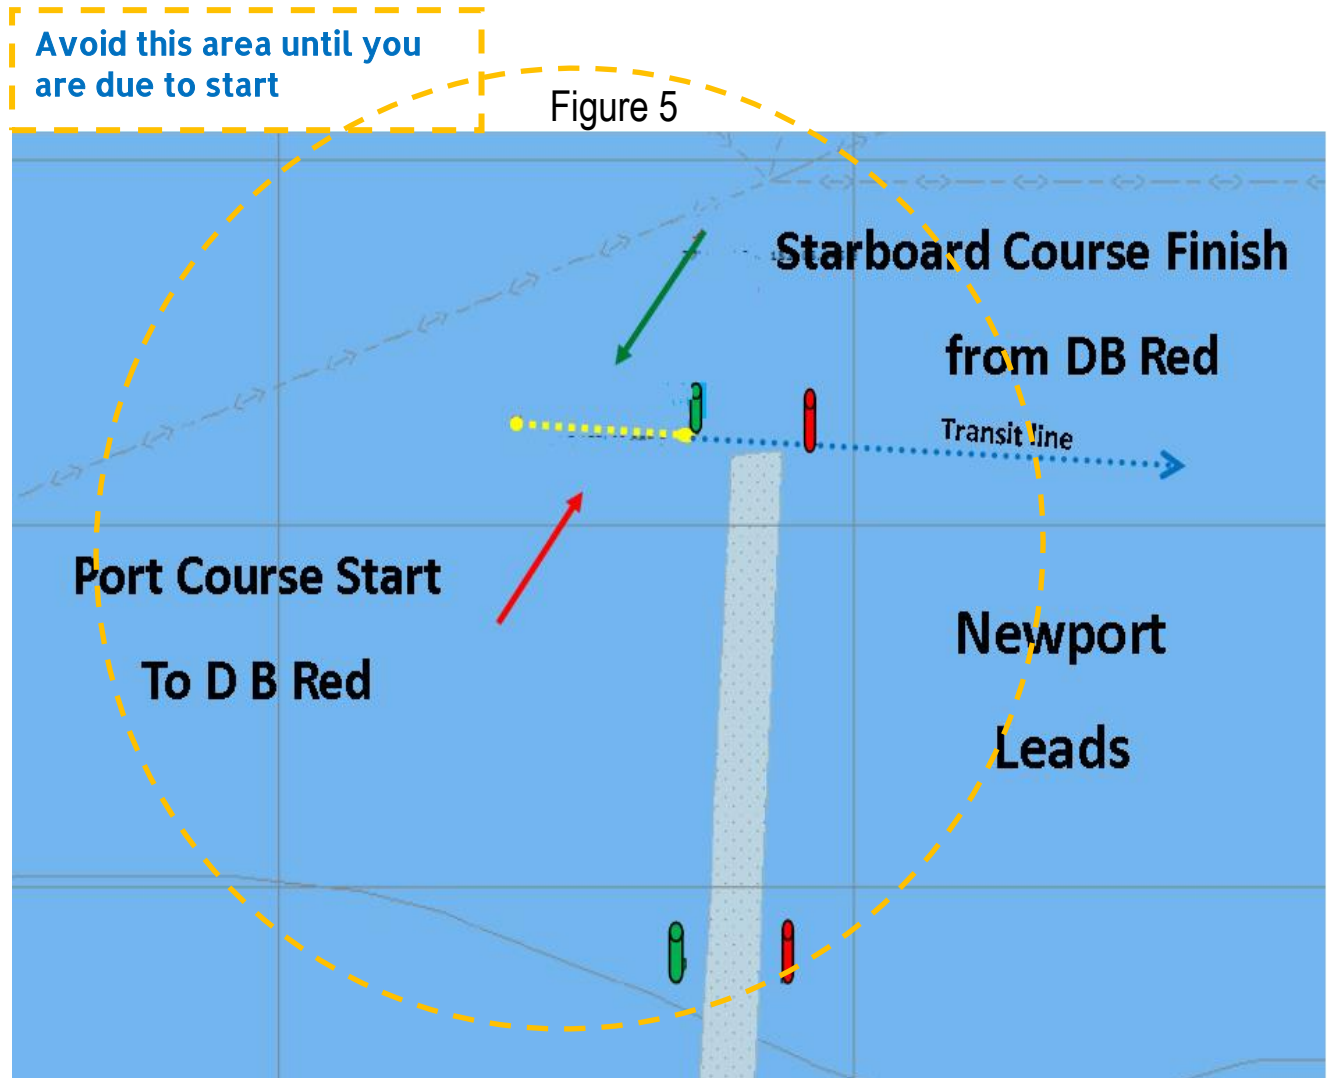 Avoid this area until you
are due to start
Figure 5
Starboard Course Finish
from DB Red
Transit line
Port Course Start
To D B Red
Newport
Leads